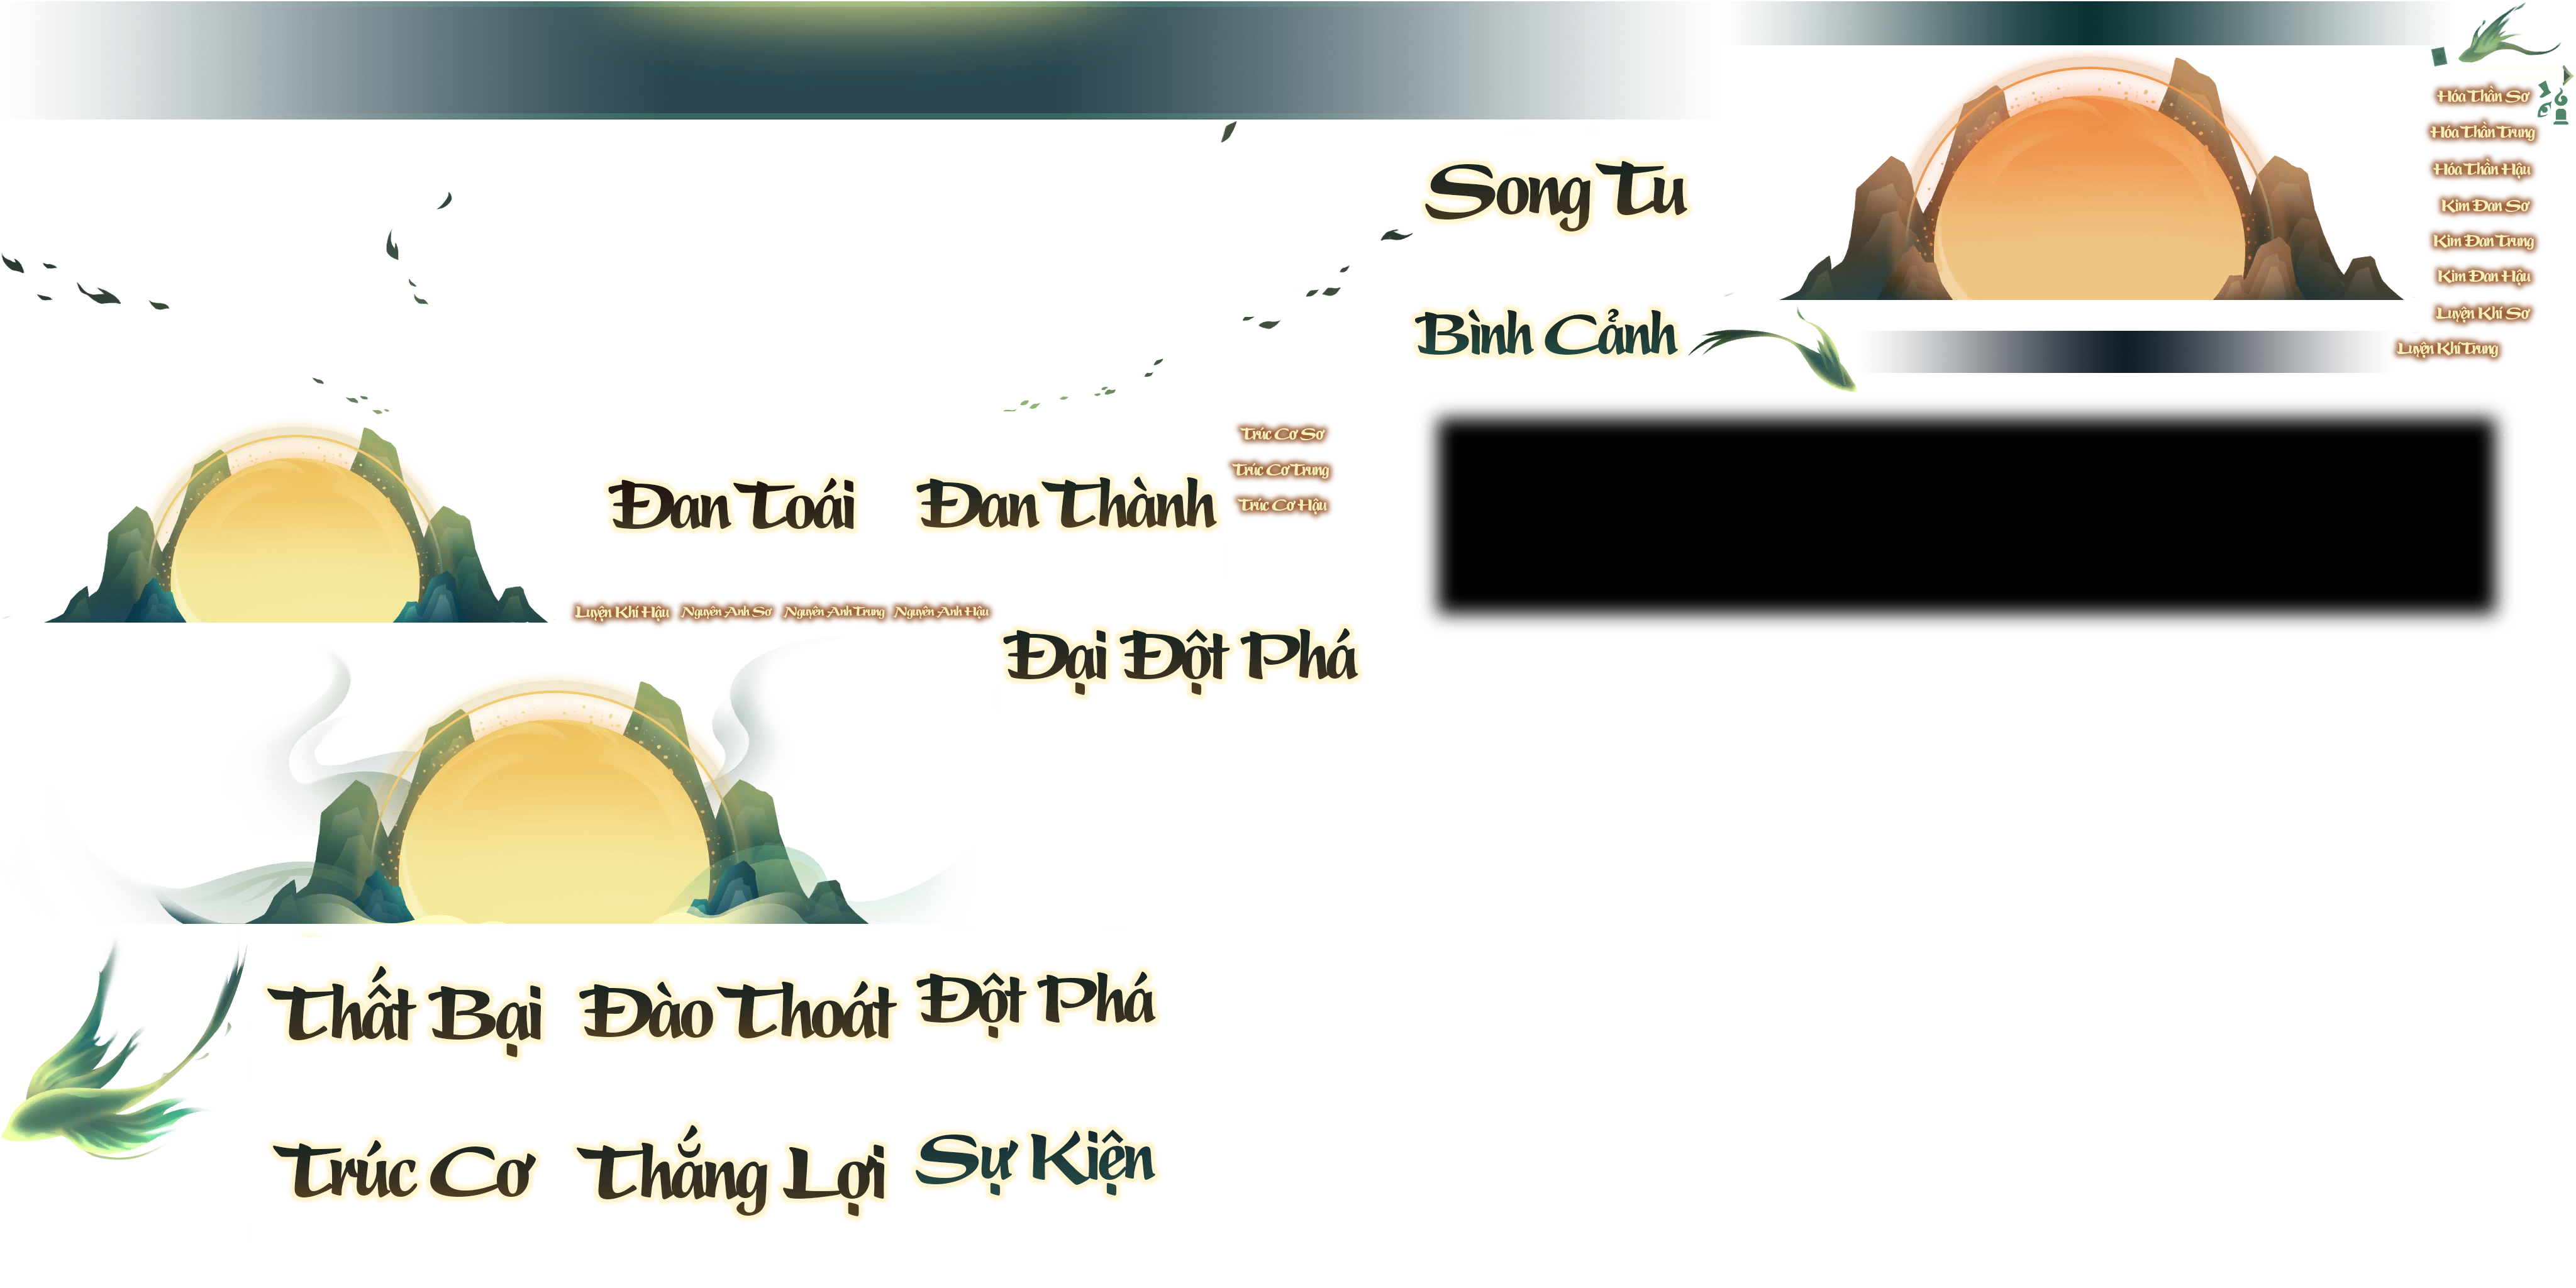 Song Tu
Bình Cảnh
Hóa Thần Sơ
Hóa Thần Trung
Hóa Thần Hậu
Kim Đan Sơ
Kim Đan Trung
Kim Đan Hậu
Luyện Khí Sơ
Luyện Khí Trung
Trúc Cơ Sơ
Trúc Cơ Trung
Trúc Cơ Hậu
Đan Toái
Đan Thành
Luyện Khí Hậu
Nguyên Anh Sơ
Nguyên Anh Trung
Nguyên Anh Hậu
Đại Đột Phá
Thất Bại
Đào Thoát
Đột Phá
Trúc Cơ
Thắng Lợi
Sự Kiện